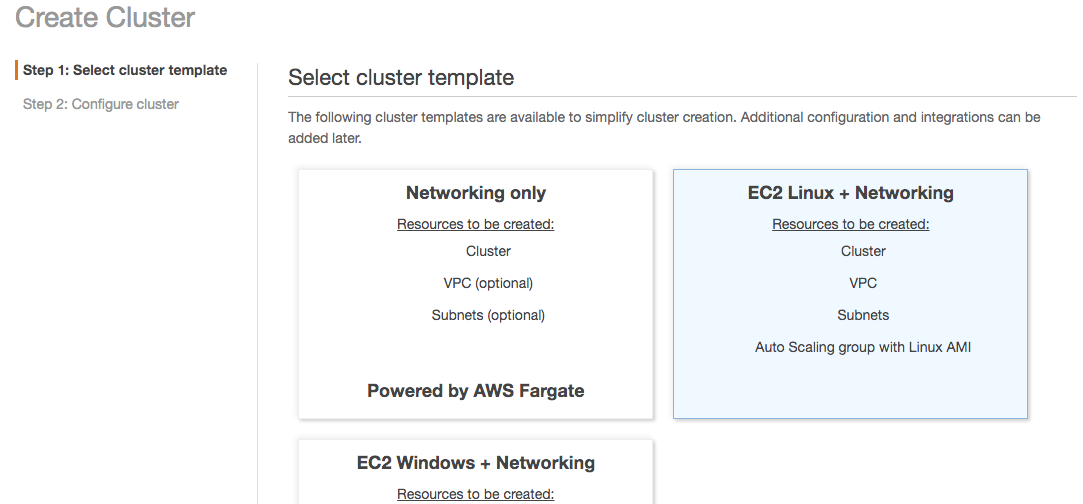 Create Cluster
Step 1: Select cluster template
Step 2: Configure cluster
Select cluster template
The following cluster templates are available to simplify cluster creation. Additional configuration and integrations can be
added later.
Networking only
Resources to be created:
Cluster
VPC (optional)
Subnets (optional)
Powered by AWS Fargate
EC2 Linux + Networking
Resources to be created:
Cluster
VPC
Subnets
Auto Scaling group with Linux AMI
EC2 Windows + Networking
Resources to be created: